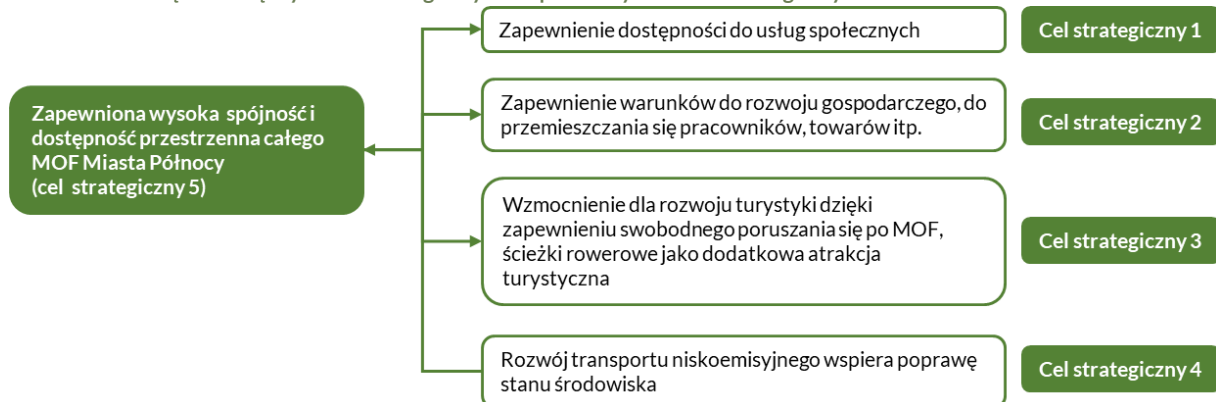 Zapewnienie dostępności do usług społecznych
Cel strategiczny 1
Zapewniona wysoka spójność i
dostępność przestrzenna całego
MOF Miasta Północy
(cel strategiczny 5)
Zapewnienie warunków do rozwoju gospodarczego, do
przemieszczania się pracowników, towarów itp.
Cel strategiczny 2
Wzmocnienie dla rozwoju turystyki dzięki
zapewnieniu swobodnego poruszania się po MOF,
ścieżki rowerowe jako dodatkowa atrakcja
turystyczna
Cel strategiczny 3
Rozwój transportu niskoemisyjnego wspiera poprawę
stanu środowiska
Cel strategiczny 4